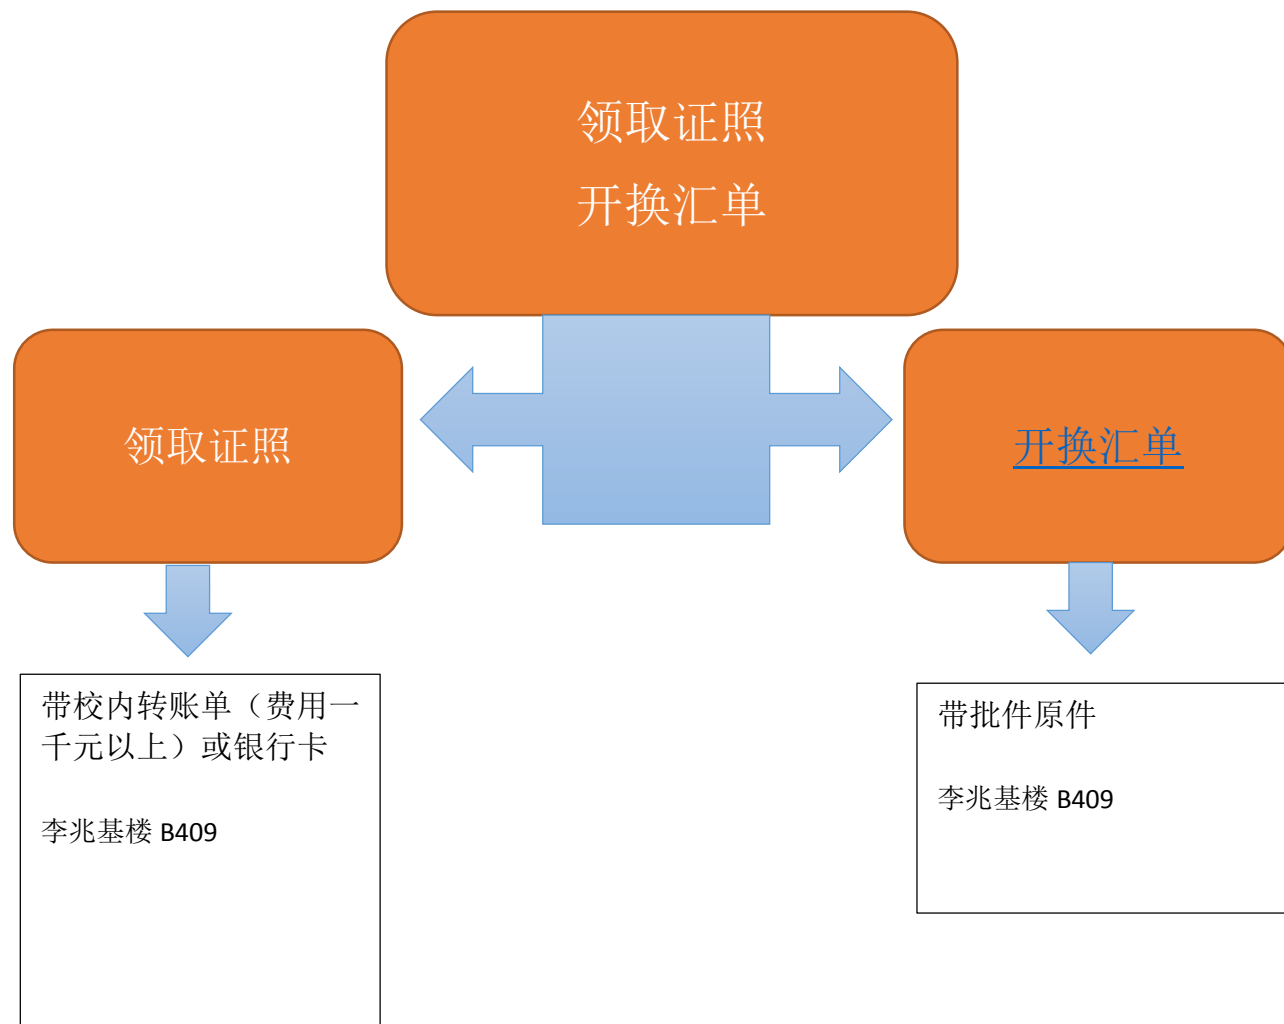 领取证照
开换汇单
领取证照
开换汇单
带校内转账单（费用一
千元以上）或银行卡
李兆基楼 B409
带批件原件
李兆基楼 B409